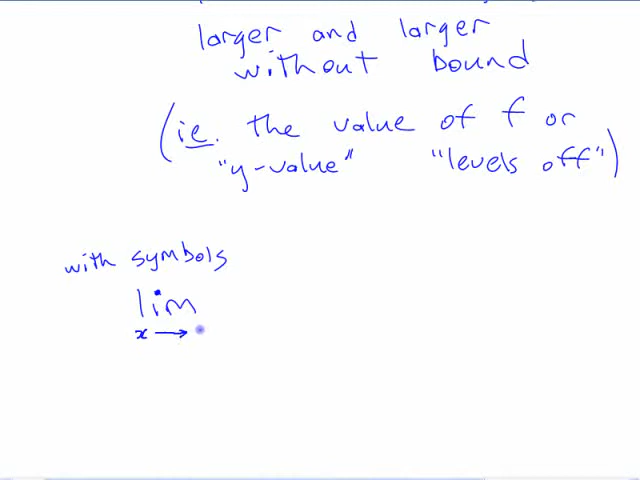 larger and larger
without bound
(ie. the value of f or
"y-value" "levels off")
with symbols
lim
x →